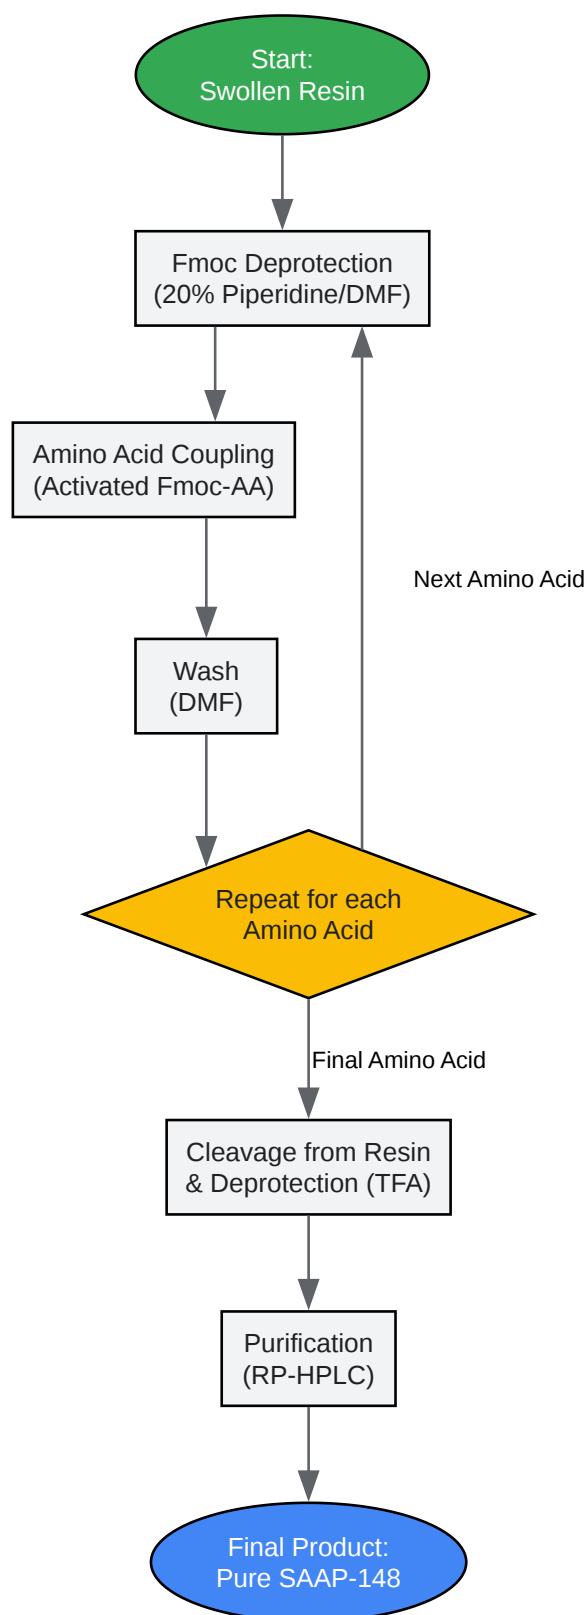 Start:
Swollen Resin
Fmoc Deprotection
(20% Piperidine/DMF)
Amino Acid Coupling
(Activated Fmoc-AA)
Next Amino Acid
Wash
(DMF)
Repeat for each
Amino Acid
Final Amino Acid
Cleavage from Resin
& Deprotection (TFA)
Purification
(RP-HPLC)
Final Product:
Pure SAAP-148